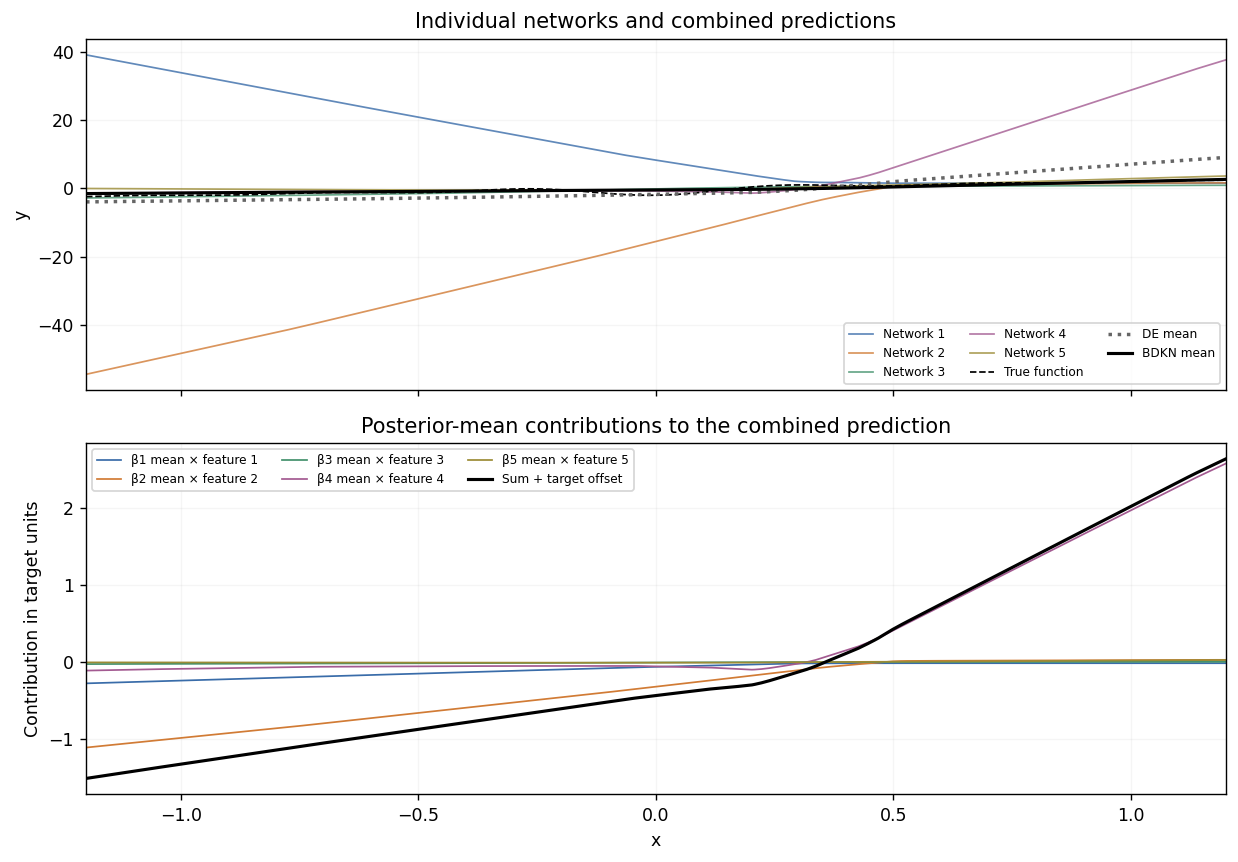 Individual networks and combined predictions
40
20
0
−20
−40
y
Network 1
Network 2
Network 3
Network 4
Network 5
True function
DE mean
BDKN mean
Posterior-mean contributions to the combined prediction
β1 mean × feature 1
β2 mean × feature 2
β3 mean × feature 3
β4 mean × feature 4
β5 mean × feature 5
Sum + target offset
2
1
0
−1
Contribution in target units
−1.0
−0.5
0.0
0.5
1.0
x